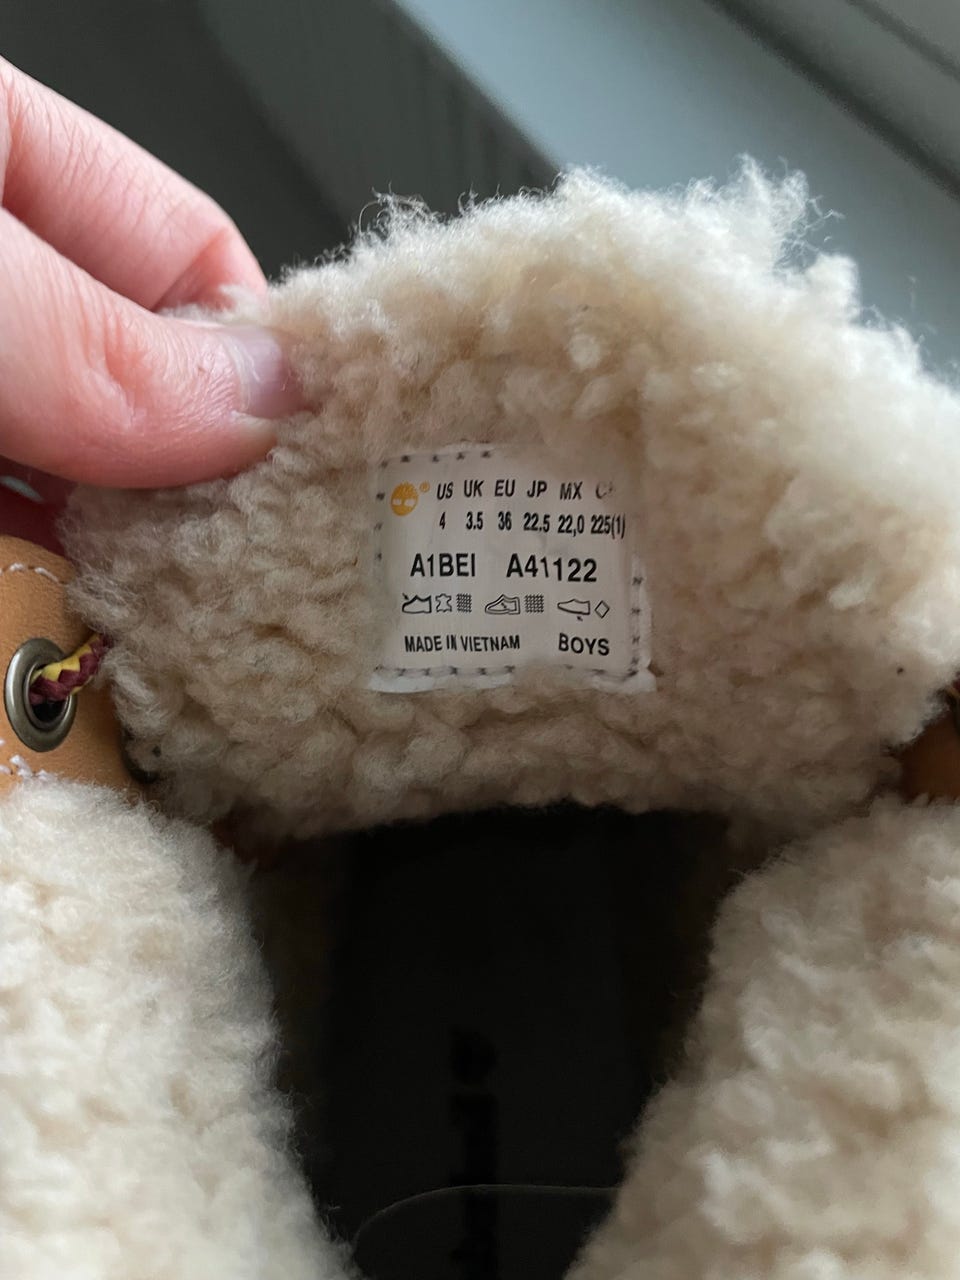 ® US UK EU JP MX
4 3.5 36 22.5 22,0 225(1)
A1BEI A41122
MADE IN VIETNAM BOYS